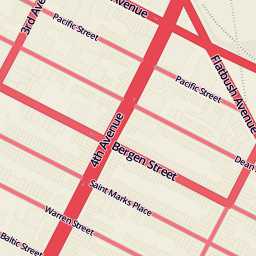 Avenue
3rd Ave
Pacific Street
Pacific Street
Flatbush Avenue
4th Avenue
Bergen Street
Dean
Saint Marks Place
Warren Street
Baltic Street